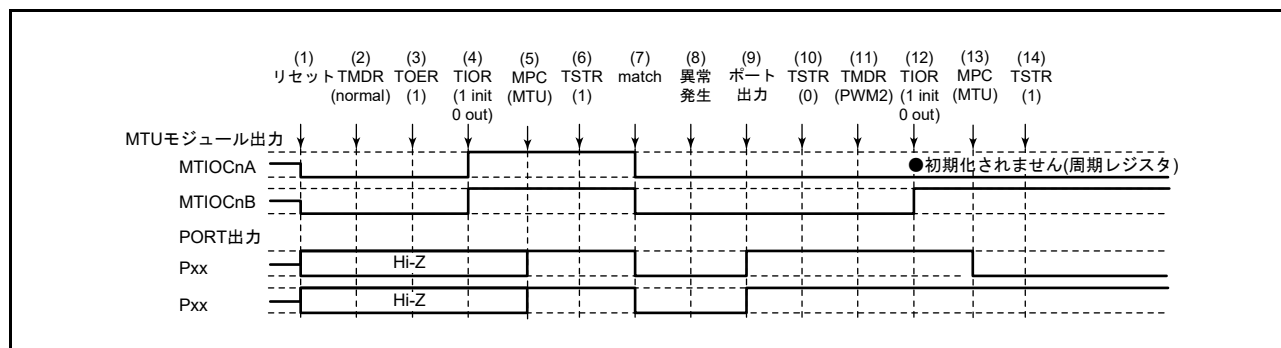 (1) (2) (3) (4) (5) (6) (7) (8) (9) (10) (11) (12) (13) (14)
リセット TMDR TOER TIOR MPC TSTR match 異常 ポート TSTR TMDR TIOR MPC TSTR
(normal) (1) (1 init (MTU) (1) 発生 出力 (0) (PWM2) (1 init (MTU) (1)
0 out) 0 out)
MTUモジュール出力
MTIOCnA ●初期化されません(周期レジスタ)
MTIOCnB
PORT出力
Pxx Hi-Z
Pxx Hi-Z